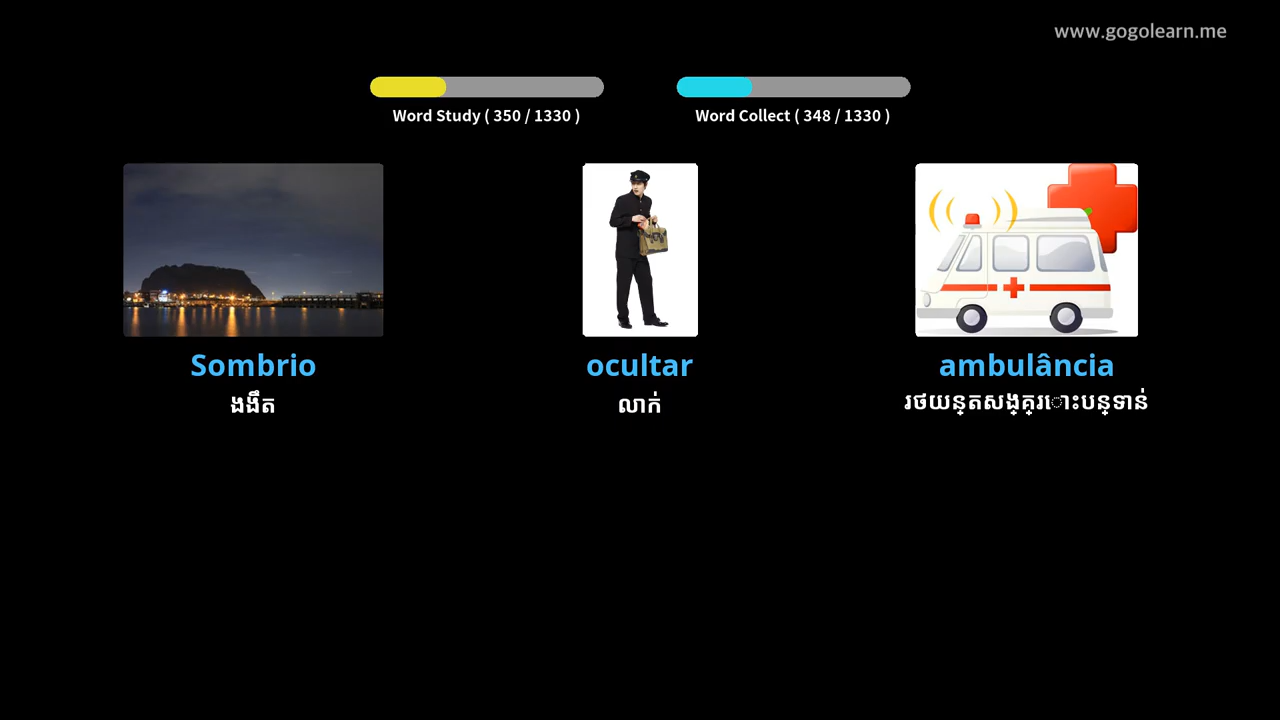 www.gogolearn.me
Word Study ( 350 / 1330 )
Word Collect ( 348 / 1330 )
Sombrio
ងងឹត
ocultar
លាក់
ambulância
រថយន្តសង្គ្រោះបន្ទាន់